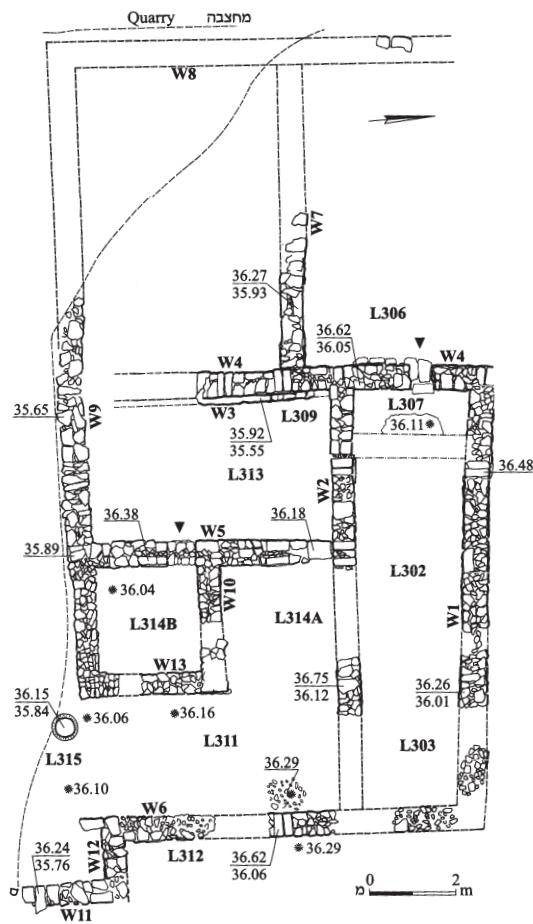 Quarry מחצבה
W8
W7
36.27
35.93
L306
36.62
36.05
W4
W4
L307
W3
L309
36.11
35.65
W9
35.92
35.55
L313
36.48
W2
36.38
W5
36.18
35.89
36.04
W10
L302
L314B
L314A
W1
W13
36.75
36.12
36.26
36.01
36.15
35.84
36.06
36.16
L311
L303
L315
36.29
36.10
W6
W12
L312
36.29
36.24
35.76
36.62
36.06
W11
מ 0 2 m